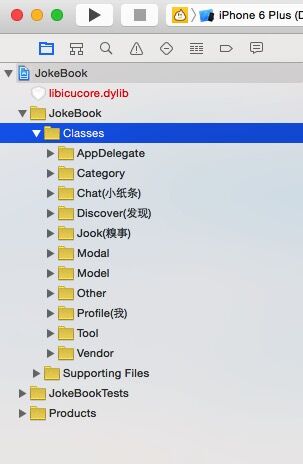 iPhone 6 Plus (D
JokeBook
libicucore.dylib
JokeBook
Classes
AppDelegate
Category
Chat(小纸条)
Discover(发现)
Jook(糗事)
Modal
Model
Other
Profile(我)
Tool
Vendor
Supporting Files
JokeBookTests
Products